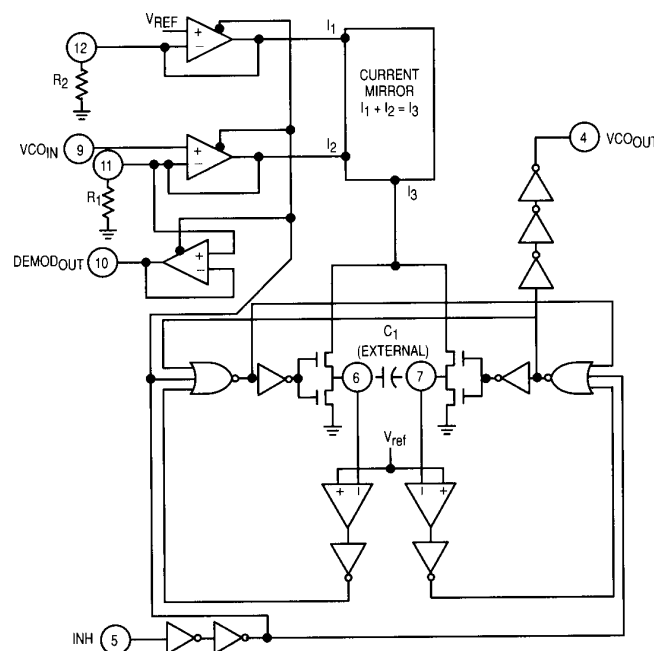 VREF
I1
12
+
−
R2
CURRENT
MIRROR
I1 + I2 = I3
VCOIN
9
+
−
I2
4
VCOOUT
11
R1
I3
DEMODOUT
10
+
−
C1
(EXTERNAL)
6
7
Vref
+
−
−
+
INH
5